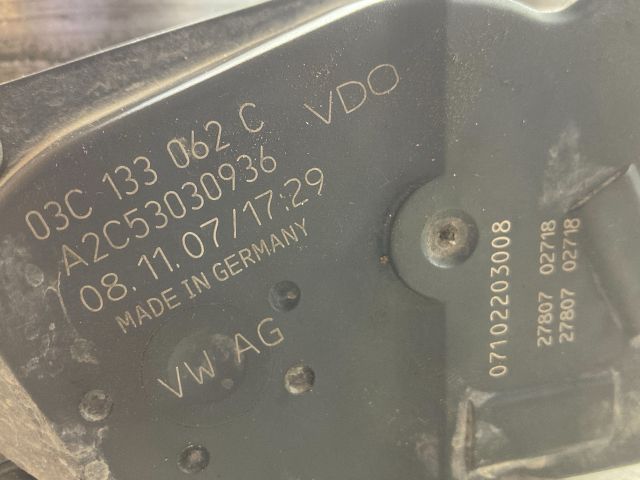 03C 133 062 C
VDO
A2C53030936
08.11.07/17:29
MADE IN GERMANY
VW AG
07102203008
27807 02718
27807 02718